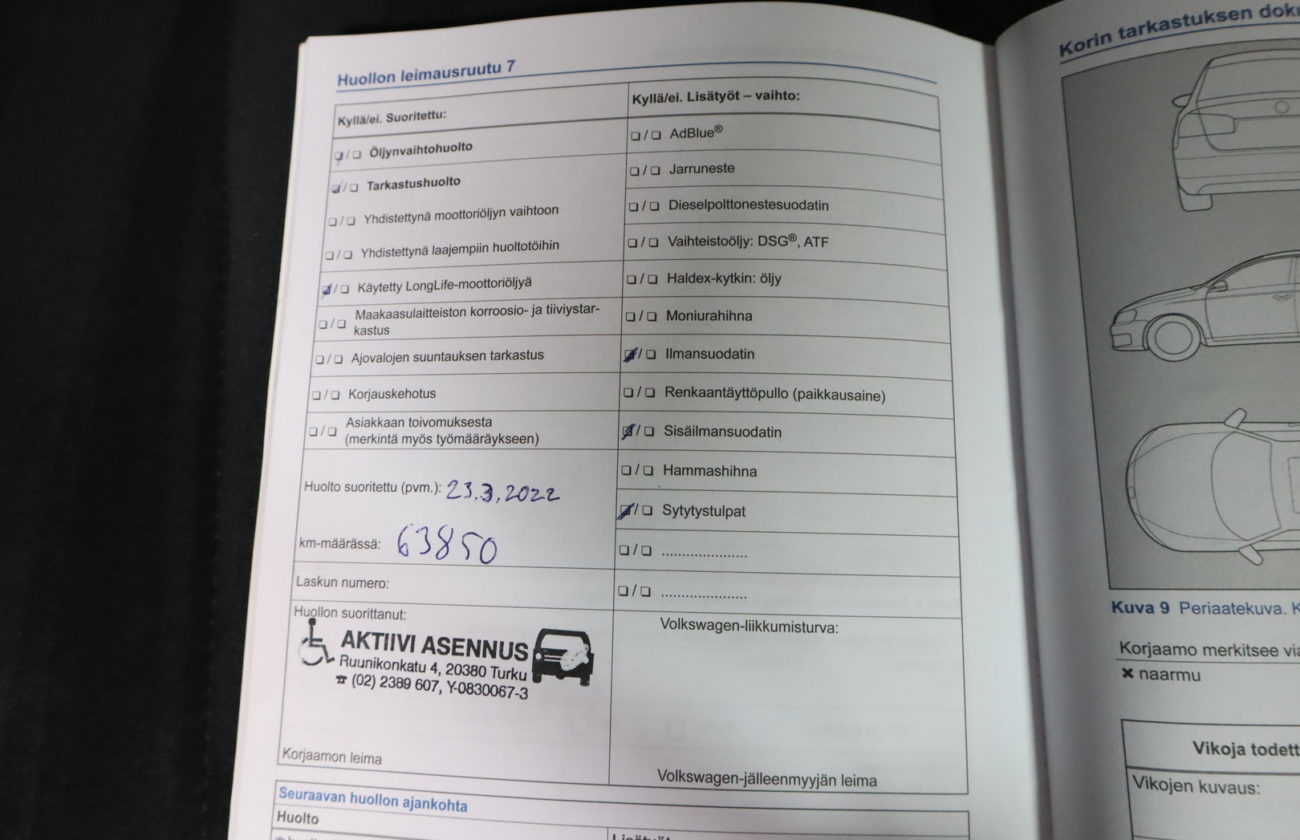 Huollon leimausruutu 7
Kyllä/ei. Suoritettu:
Öljynvaihtohuolto
Tarkastushuolto
Yhdistettynä moottoriöljyn vaihtoon
Yhdistettynä laajempiin huoltotöihin
Käytetty LongLife-moottoriöljyä
Maakaasulaitteiston korroosio- ja tiiviystar-
kastus
Ajovalojen suuntauksen tarkastus
Korjauskehotus
Asiakkaan toivomuksesta
(merkintä myös työmääräykseen)
Huolto suoritettu (pvm.): 23.3.2022
km-määrässä: 63850
Laskun numero:
Huollon suorittanut:
AKTIIVI ASENNUS
Ruunikonkatu 4, 20380 Turku
☎ (02) 2389 607, Y-0830067-3
Korjaamon leima
Kyllä/ei. Lisätyöt – vaihto:
AdBlue®
Jarruneste
Dieselpolttonestesuodatin
Vaihteistoöljy: DSG®, ATF
Haldex-kytkin: öljy
Moniurahihna
Ilmansuodatin
Renkaantäyttöpullo (paikkausaine)
Sisäilmansuodatin
Hammashihna
Sytytystulpat
......................
......................
Volkswagen-liikkumisturva:
Volkswagen-jälleenmyyjän leima
Seuraavan huollon ajankohta
Huolto
Korin tarkastuksen
Kuva 9 Periaatekuva.
Korjaamo merkitsee
✖ naarmu
Vikoja
Vikojen kuvaus: